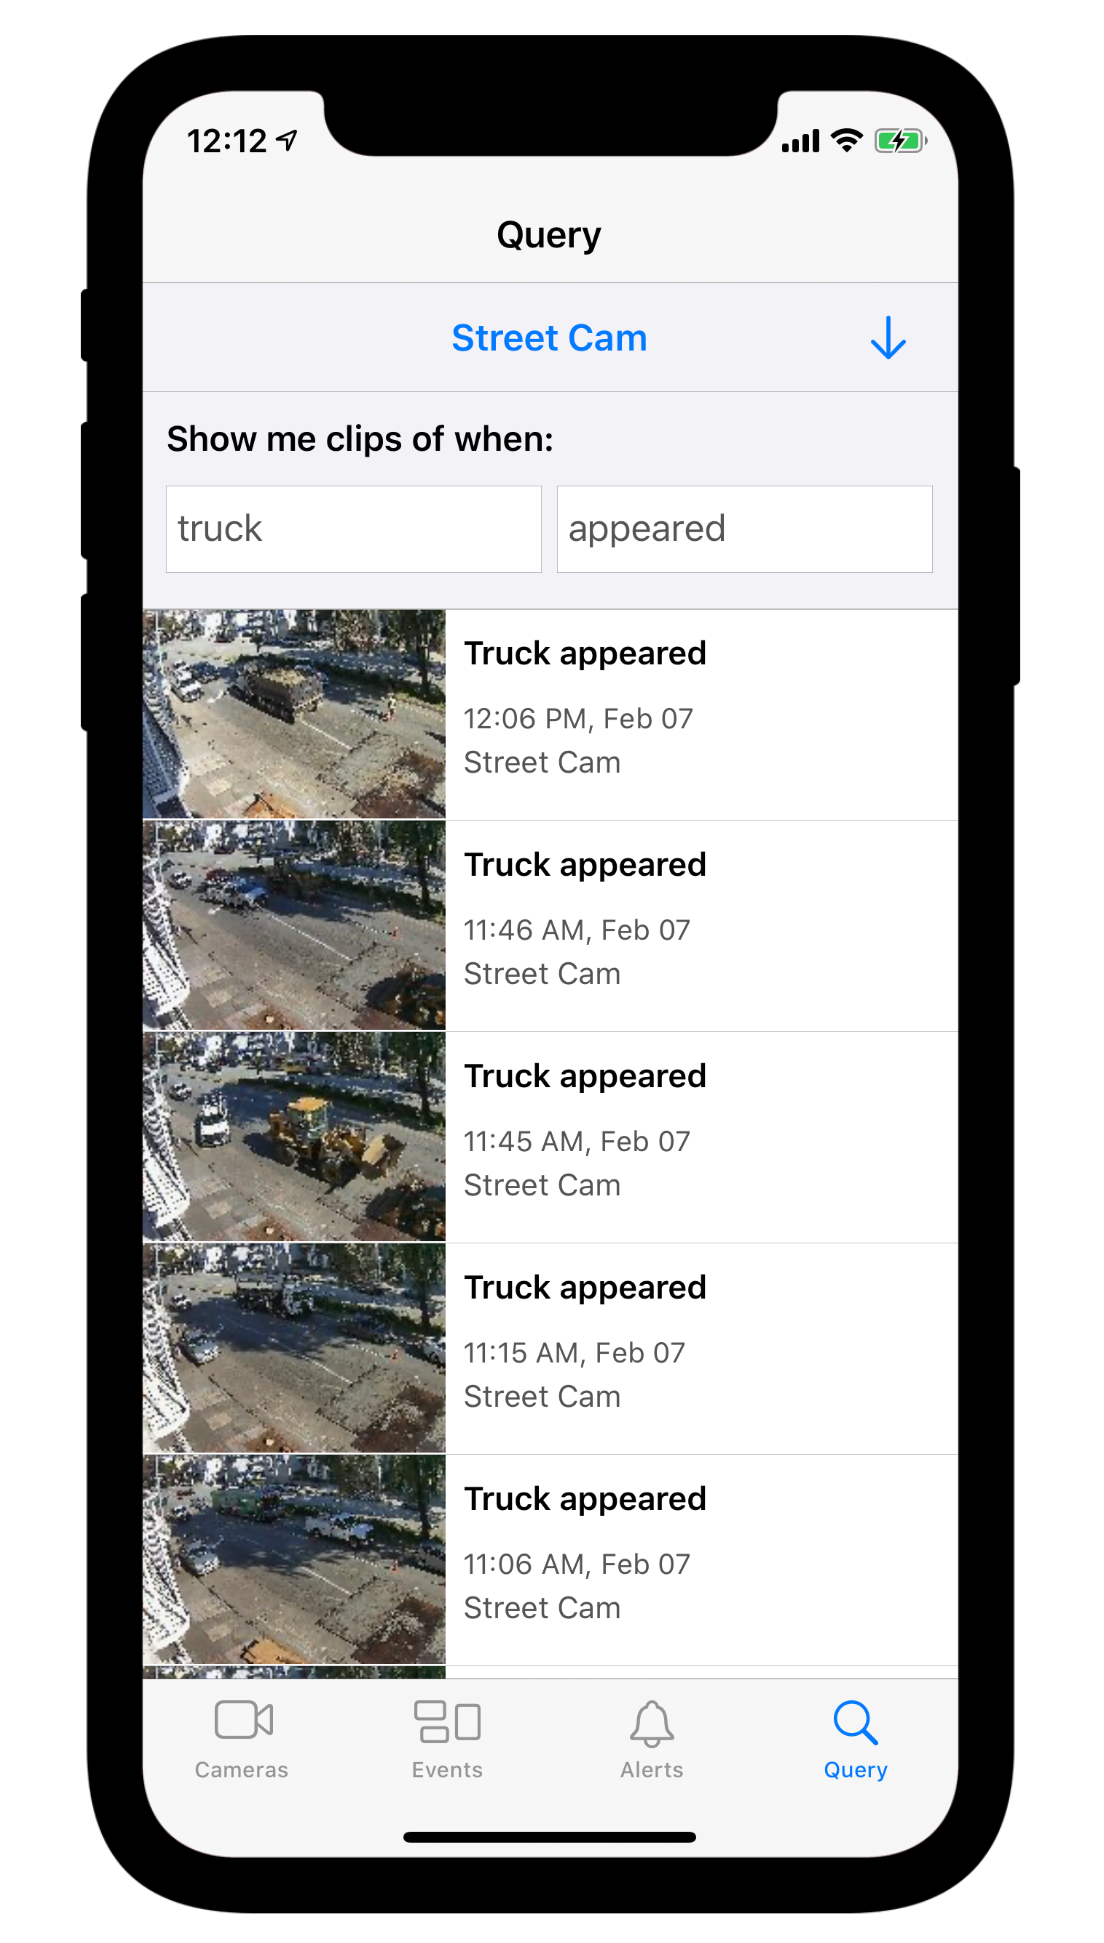 12:12
Query
Street Cam
Show me clips of when:
truck
appeared
Truck appeared
12:06 PM, Feb 07
Street Cam
Truck appeared
11:46 AM, Feb 07
Street Cam
Truck appeared
11:45 AM, Feb 07
Street Cam
Truck appeared
11:15 AM, Feb 07
Street Cam
Truck appeared
11:06 AM, Feb 07
Street Cam
Cameras
Events
Alerts
Query